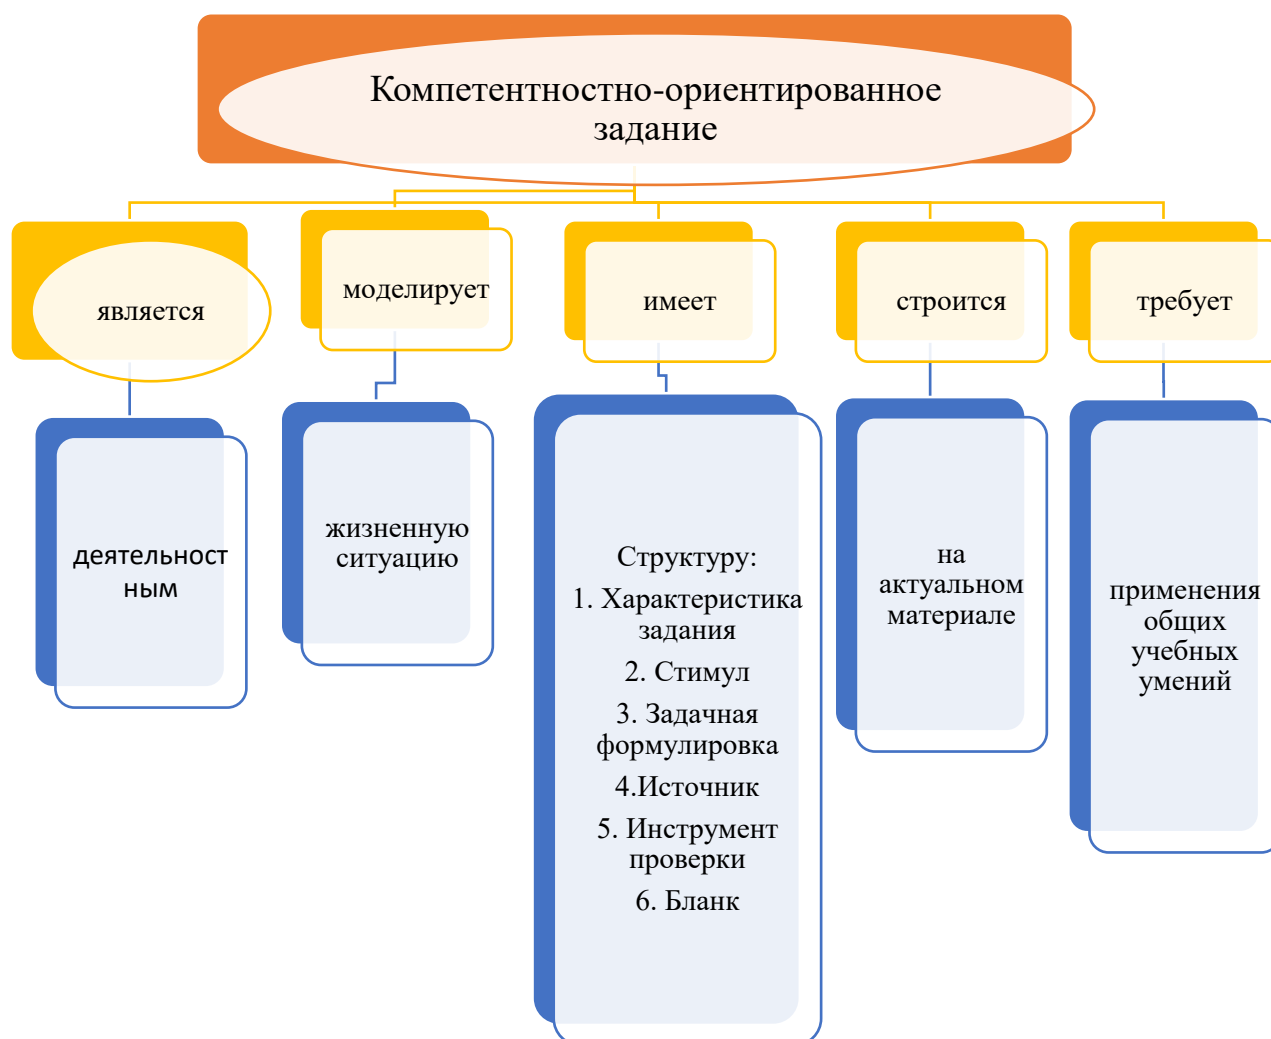 Компетентностно-ориентированное
задание
является
моделирует
имеет
строится
требует
деятельност
ным
жизненную
ситуацию
Структуру:
1. Характеристика
задания
2. Стимул
3. Задачная
формулировка
4.Источник
5. Инструмент
проверки
6. Бланк
на
актуальном
материале
применения
общих
учебных
умений